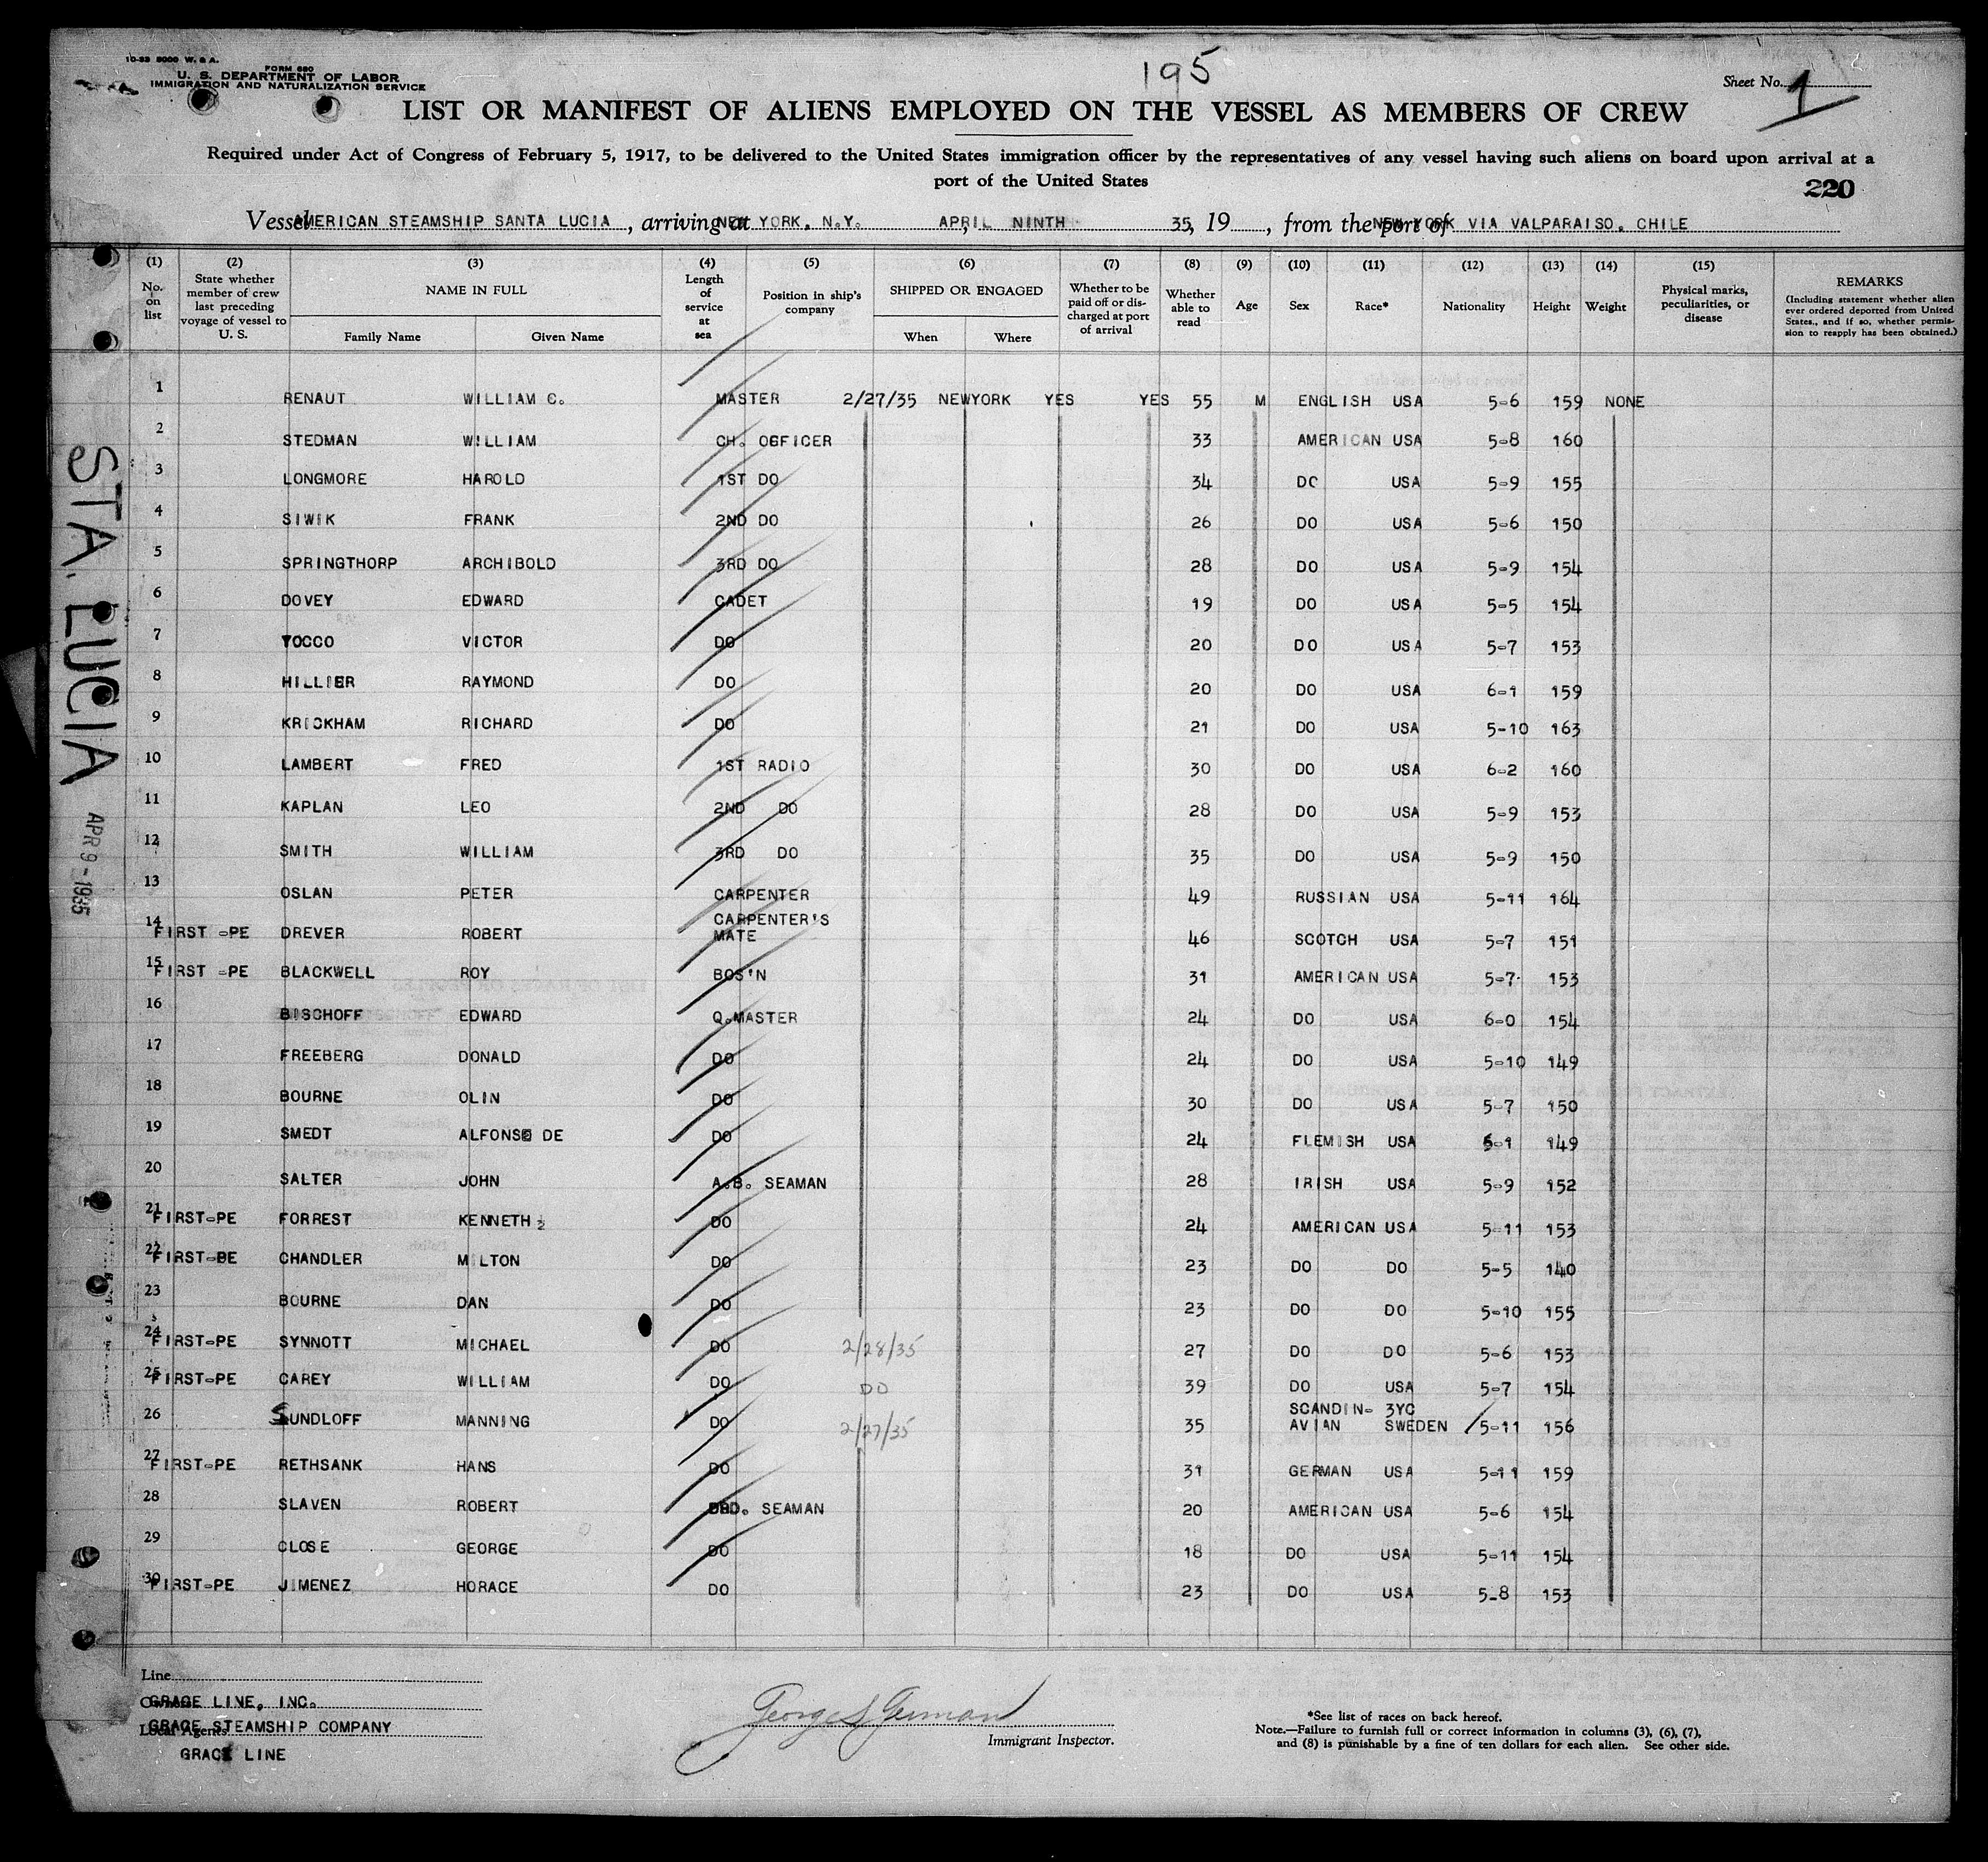 10-33 5000 W. & A.
FORM 680
U. S. DEPARTMENT OF LABOR
IMMIGRATION AND NATURALIZATION SERVICE
195
Sheet No. 1
LIST OR MANIFEST OF ALIENS EMPLOYED ON THE VESSEL AS MEMBERS OF CREW
Required under Act of Congress of February 5, 1917, to be delivered to the United States immigration officer by the representatives of any vessel having such aliens on board upon arrival at a
port of the United States
220
Vessel AMERICAN STEAMSHIP SANTA LUCIA, arriving at NEW YORK, N.Y. APRIL NINTH 35, 19, from the port of NEW YORK VIA VALPARAISO, CHILE
(1) No. on list
(2) State whether member of crew last preceding voyage of vessel to U. S.
(3) NAME IN FULL Family Name Given Name
(4) Length of service at sea
(5) Position in ship's company
(6) SHIPPED OR ENGAGED When Where
(7) Whether to be paid off or discharged at port of arrival
(8) Whether able to read
(9) Age
(10) Sex
(11) Race*
(12) Nationality
(13) Height
(14) Weight
(15) Physical marks, peculiarities, or disease
REMARKS (Including statement whether alien ever ordered deported from United States, and if so, whether permission to reapply has been obtained.)
1 RENAUT WILLIAM C. MASTER 2/27/35 NEWYORK YES YES 55 M ENGLISH USA 5-6 159 NONE
2 STEDMAN WILLIAM CH. OGFICER 33 AMERICAN USA 5-8 160
3 LONGMORE HAROLD 1ST DO 34 DO USA 5-9 155
4 SIWIK FRANK 2ND DO 26 DO USA 5-6 150
5 SPRINGTHORP ARCHIBOLD 3RD DO 28 DO USA 5-9 154
6 DOVEY EDWARD CADET 19 DO USA 5-5 154
7 TOCCO VICTOR DO 20 DO USA 5-7 153
8 HILLIER RAYMOND DO 20 DO USA 6-1 159
9 KRICKHAM RICHARD DO 21 DO USA 5-10 163
10 LAMBERT FRED 1ST RADIO 30 DO USA 6-2 160
11 KAPLAN LEO 2ND DO 28 DO USA 5-9 153
12 SMITH WILLIAM 3RD DO 35 DO USA 5-9 150
13 OSLAN PETER CARPENTER 49 RUSSIAN USA 5-11 164
14 FIRST -PE DREVER ROBERT CARPENTER'S MATE 46 SCOTCH USA 5-7 151
15 FIRST -PE BLACKWELL ROY BOS'N 31 AMERICAN USA 5-7 153
16 BISCHOFF EDWARD Q.MASTER 24 DO USA 6-0 154
17 FREEBERG DONALD DO 24 DO USA 5-10 149
18 BOURNE OLIN DO 30 DO USA 5-7 150
19 SMEDT ALFONSE DE DO 24 FLEMISH USA 149
20 SALTER JOHN A.B. SEAMAN 28 IRISH USA 5-9 152
21 FIRST-PE FORREST KENNETH DO 24 AMERICAN USA 5-11 153
22 FIRST-PE CHANDLER MILTON DO 23 DO DO 5-5 140
23 BOURNE DAN DO 23 DO DO 5-10 155
24 FIRST-PE SYNNOTT MICHAEL DO 2/28/35 27 DO DO 5-6 153
25 FIRST-PE CAREY WILLIAM DO DO 39 DO USA 5-7 154
26 SUNDLOFF MANNING DO 2/27/35 35 SCANDIN-AVIAN 3YC SWEDEN 5-11 156
27 FIRST-PE RETHSANK HANS DO 31 GERMAN USA 5-11 159
28 SLAVEN ROBERT ORD. SEAMAN 20 AMERICAN USA 5-6 154
29 CLOSE GEORGE DO 18 DO USA 5-11 154
30 FIRST-PE JIMENEZ HORACE DO 23 DO USA 5-8 153
STA. LUCIA
APR 9 - 1935
Line
Owners GRACE LINE, INC.
Local Agents GRACE STEAMSHIP COMPANY
GRACE LINE
George S German
Immigrant Inspector.
*See list of races on back hereof.
Note.—Failure to furnish full or correct information in columns (3), (6), (7),
and (8) is punishable by a fine of ten dollars for each alien. See other side.